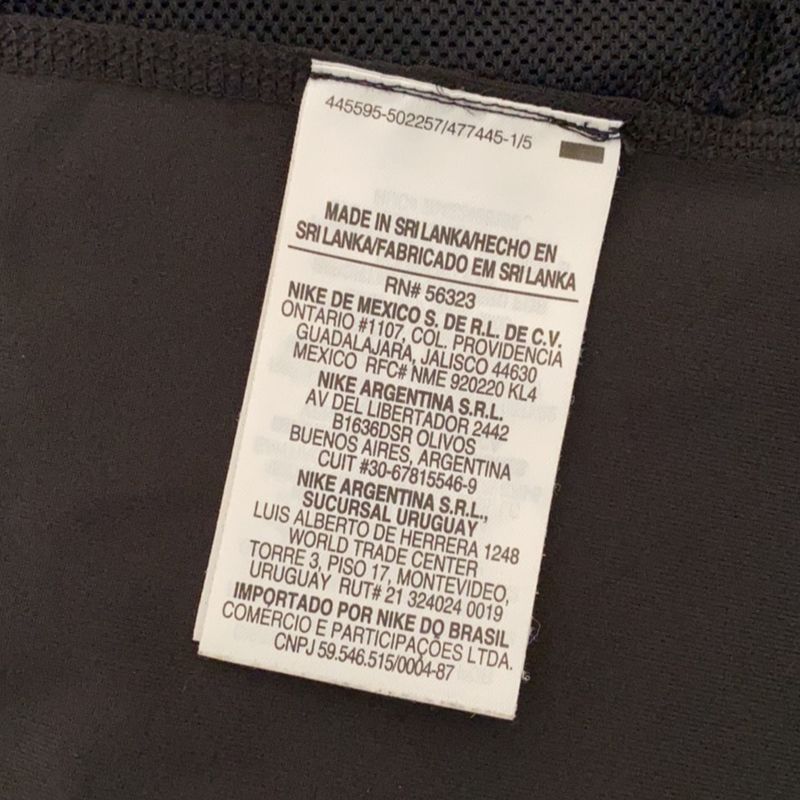 445595-502257/477445-1/5
MADE IN SRI LANKA/HECHO EN
SRI LANKA/FABRICADO EM SRI LANKA
RN# 56323
NIKE DE MEXICO S. DE R.L. DE C.V.
ONTARIO #1107, COL. PROVIDENCIA
GUADALAJARA, JALISCO 44630
MEXICO RFC# NME 920220 KL4
NIKE ARGENTINA S.R.L.
AV DEL LIBERTADOR 2442
B1636DSR OLIVOS
BUENOS AIRES, ARGENTINA
CUIT #30-67815546-9
NIKE ARGENTINA S.R.L.,
SUCURSAL URUGUAY
LUIS ALBERTO DE HERRERA 1248
WORLD TRADE CENTER
TORRE 3, PISO 17, MONTEVIDEO,
URUGUAY RUT# 21 324024 0019
IMPORTADO POR NIKE DO BRASIL
COMÉRCIO E PARTICIPAÇÕES LTDA.
CNPJ 59.546.515/0004-87